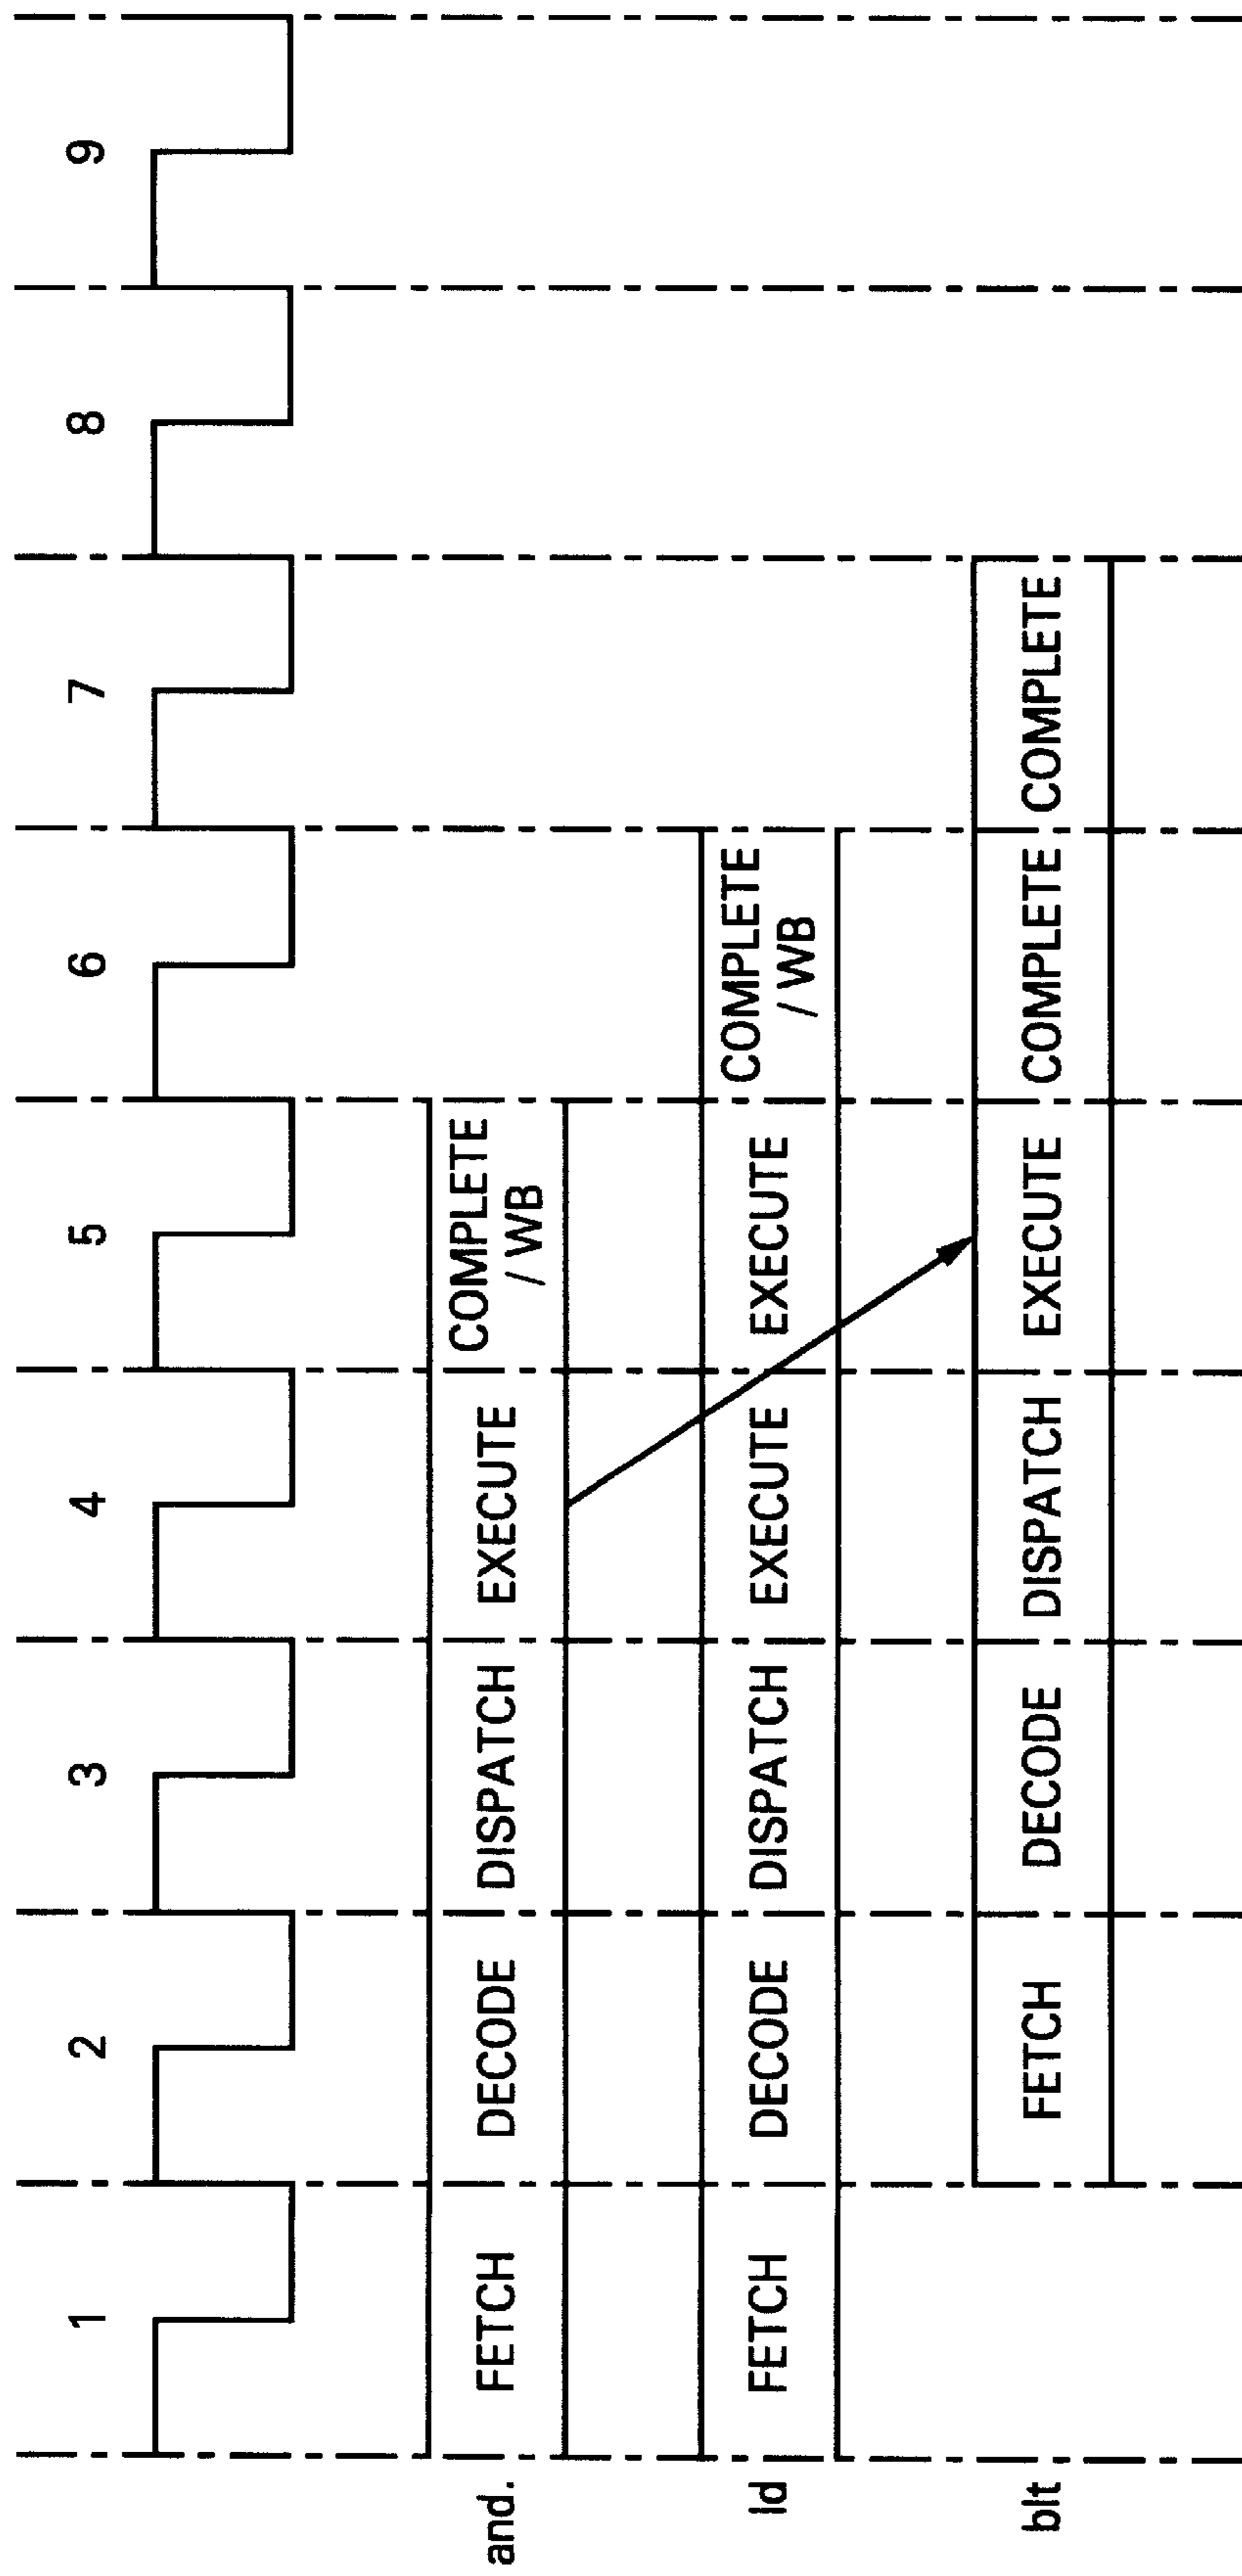 1 2 3 4 5 6 7 8 9
and. FETCH DECODE DISPATCH EXECUTE COMPLETE
/ WB
ld FETCH DECODE DISPATCH EXECUTE EXECUTE COMPLETE
/ WB
blt FETCH DECODE DISPATCH EXECUTE COMPLETE COMPLETE